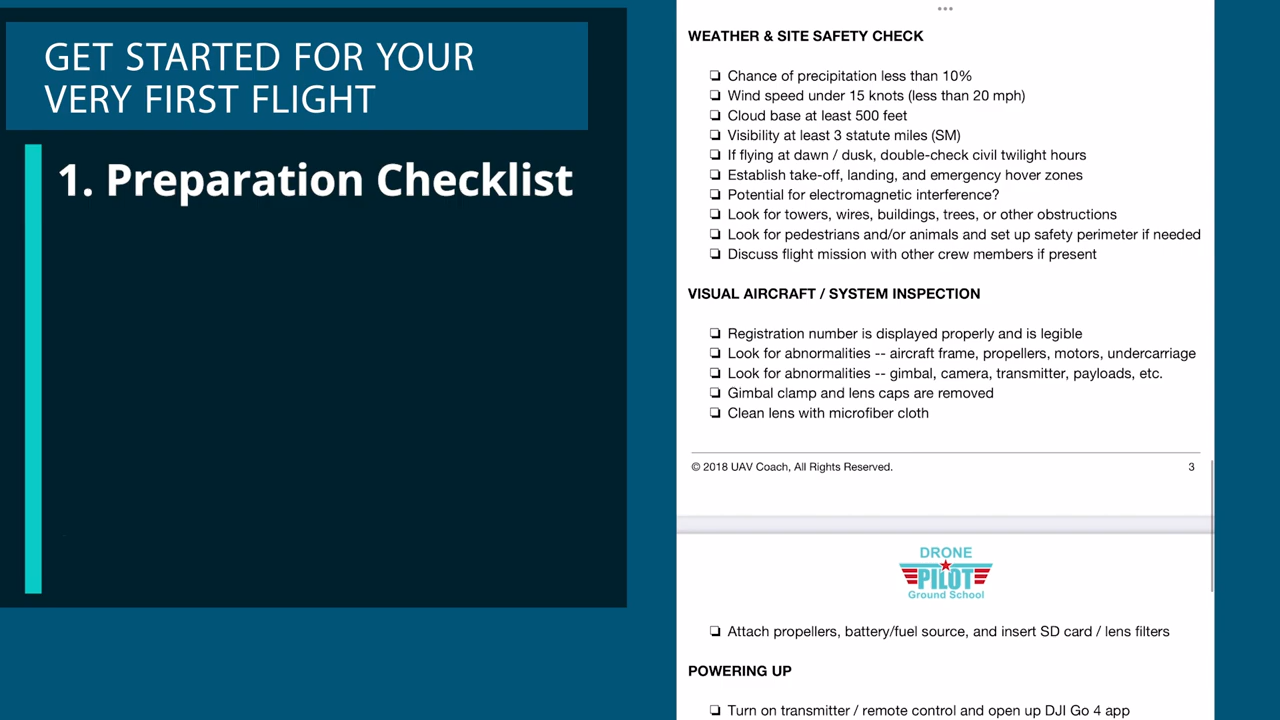 GET STARTED FOR YOUR
VERY FIRST FLIGHT
1. Preparation Checklist
WEATHER & SITE SAFETY CHECK
Chance of precipitation less than 10%
Wind speed under 15 knots (less than 20 mph)
Cloud base at least 500 feet
Visibility at least 3 statute miles (SM)
If flying at dawn / dusk, double-check civil twilight hours
Establish take-off, landing, and emergency hover zones
Potential for electromagnetic interference?
Look for towers, wires, buildings, trees, or other obstructions
Look for pedestrians and/or animals and set up safety perimeter if needed
Discuss flight mission with other crew members if present
VISUAL AIRCRAFT / SYSTEM INSPECTION
Registration number is displayed properly and is legible
Look for abnormalities -- aircraft frame, propellers, motors, undercarriage
Look for abnormalities -- gimbal, camera, transmitter, payloads, etc.
Gimbal clamp and lens caps are removed
Clean lens with microfiber cloth
© 2018 UAV Coach, All Rights Reserved. 3
DRONE
PILOT
Ground School
Attach propellers, battery/fuel source, and insert SD card / lens filters
POWERING UP
Turn on transmitter / remote control and open up DJI Go 4 app